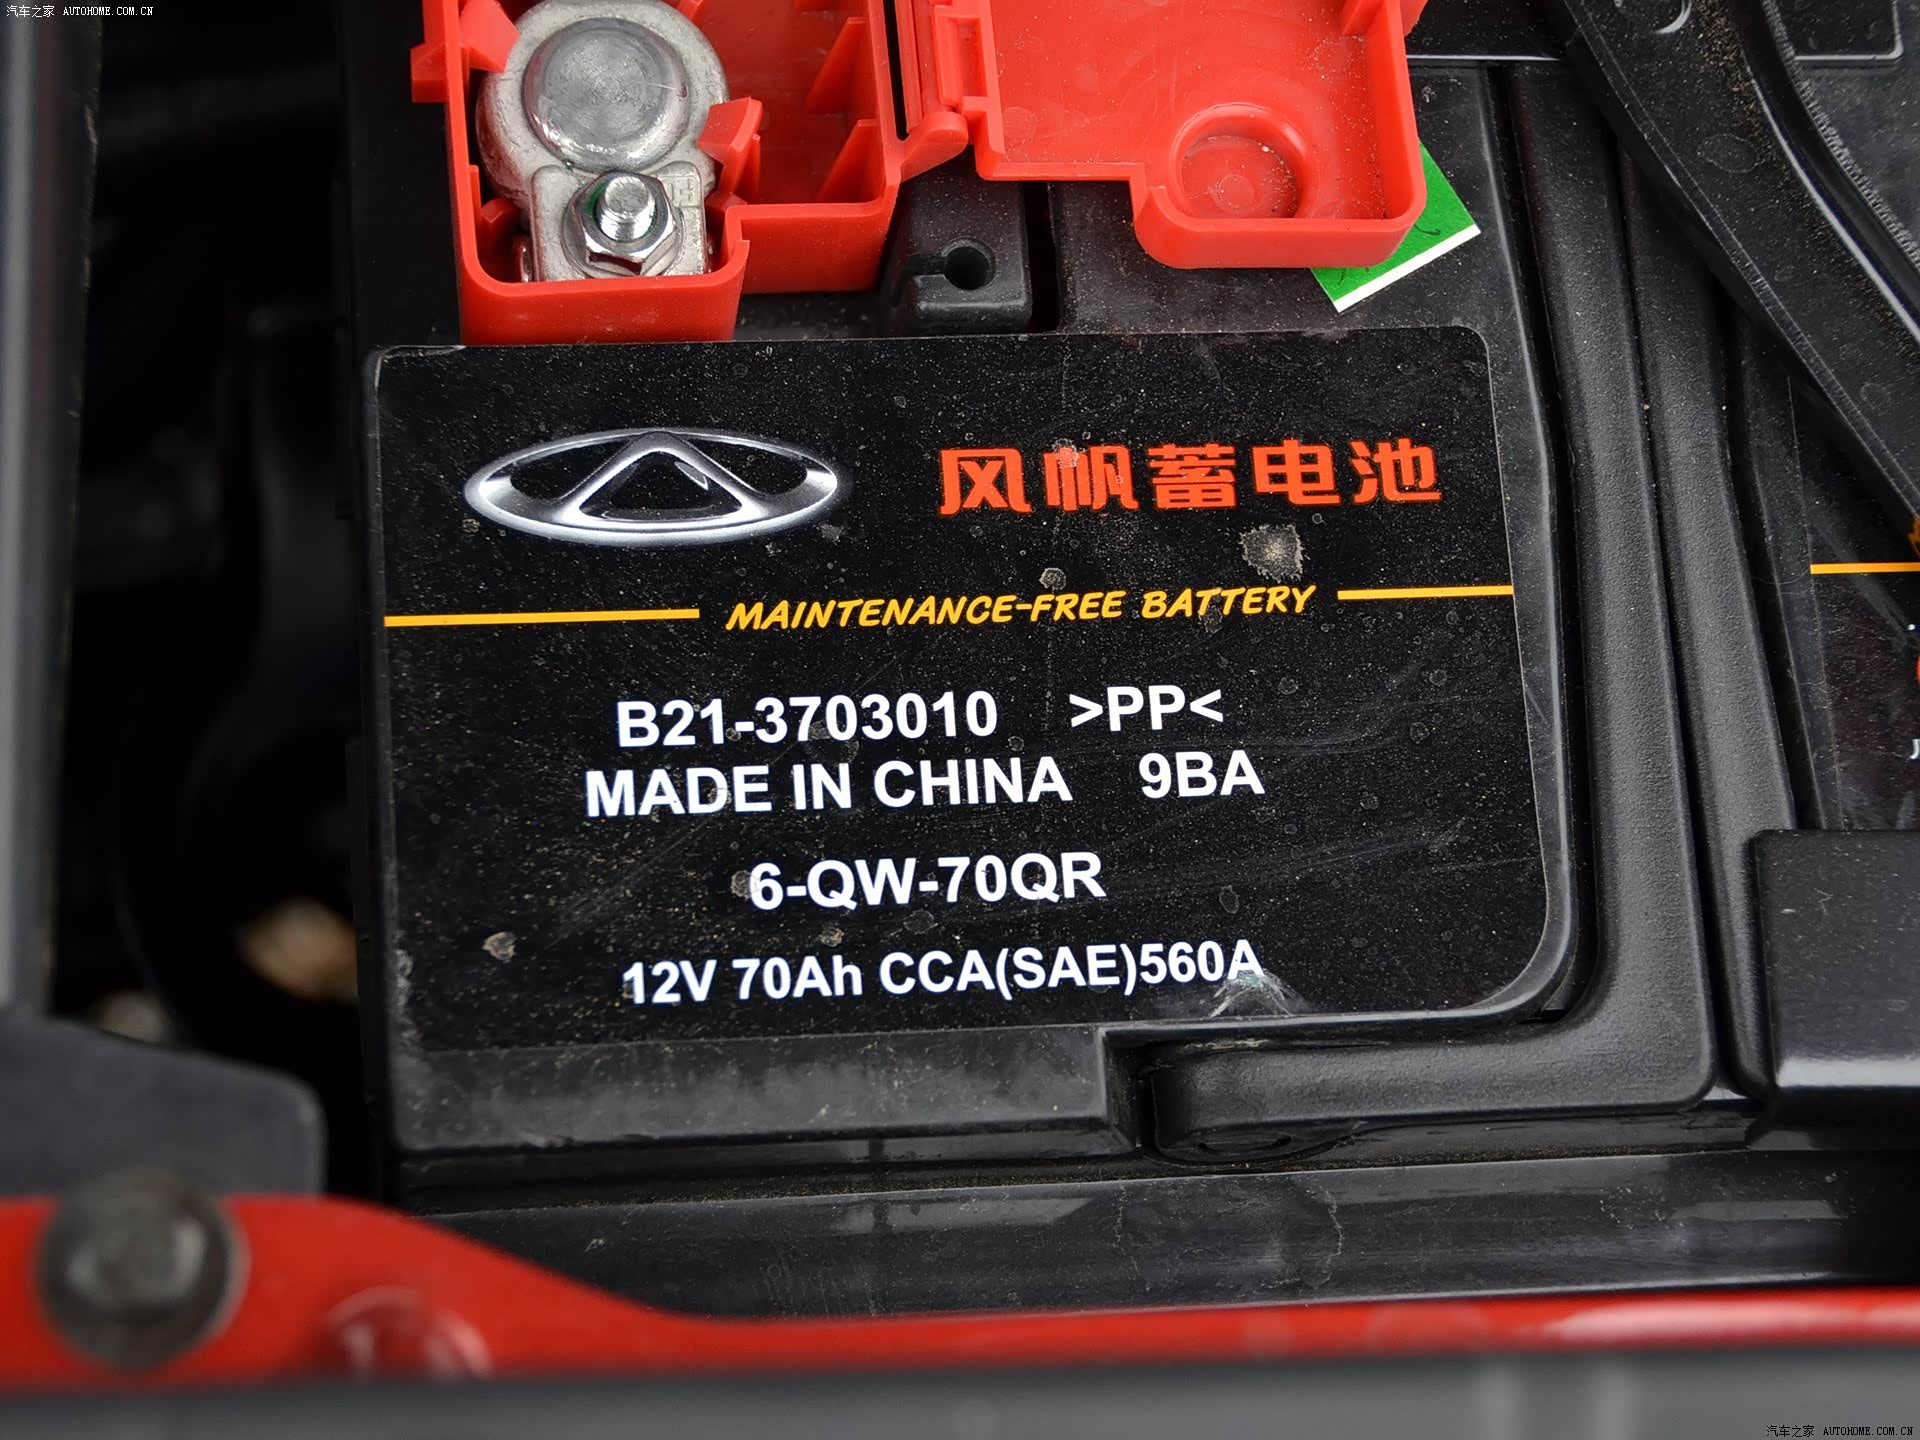 汽车之家 AUTOHOME.COM.CN
风帆蓄电池
MAINTENANCE-FREE BATTERY
B21-3703010 >PP<
MADE IN CHINA 9BA
6-QW-70QR
12V 70Ah CCA(SAE)560A
汽车之家 AUTOHOME.COM.CN